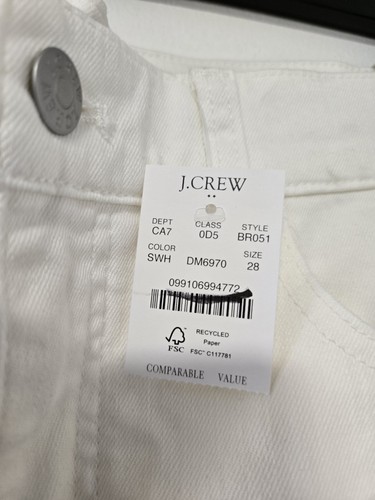 J.CREW
DEPT CLASS STYLE
CA7 0D5 BR051
COLOR SIZE
SWH DM6970 28
099106994772
RECYCLED
Paper
FSC
FSC™ C117781
COMPARABLE VALUE